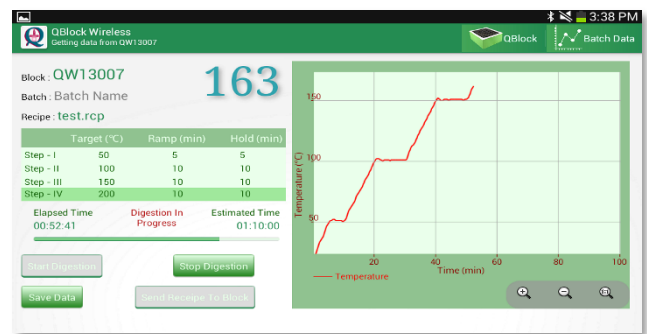 3:38 PM
QBlock Wireless
Getting data from QW13007
QBlock
Batch Data
Block : QW13007
163
Batch : Batch Name
Recipe : test.rcp
Target (°C) Ramp (min) Hold (min)
Step - I 50 5 5
Step - II 100 10 10
Step - III 150 10 10
Step - IV 200 10 10
Elapsed Time Digestion In Progress Estimated Time
00:52:41 01:10:00
Start Digestion Stop Digestion
Save Data Send Receipe To Block
Temperature (°C)
150
100
50
20 40 60 80 100
Time (min)
Temperature